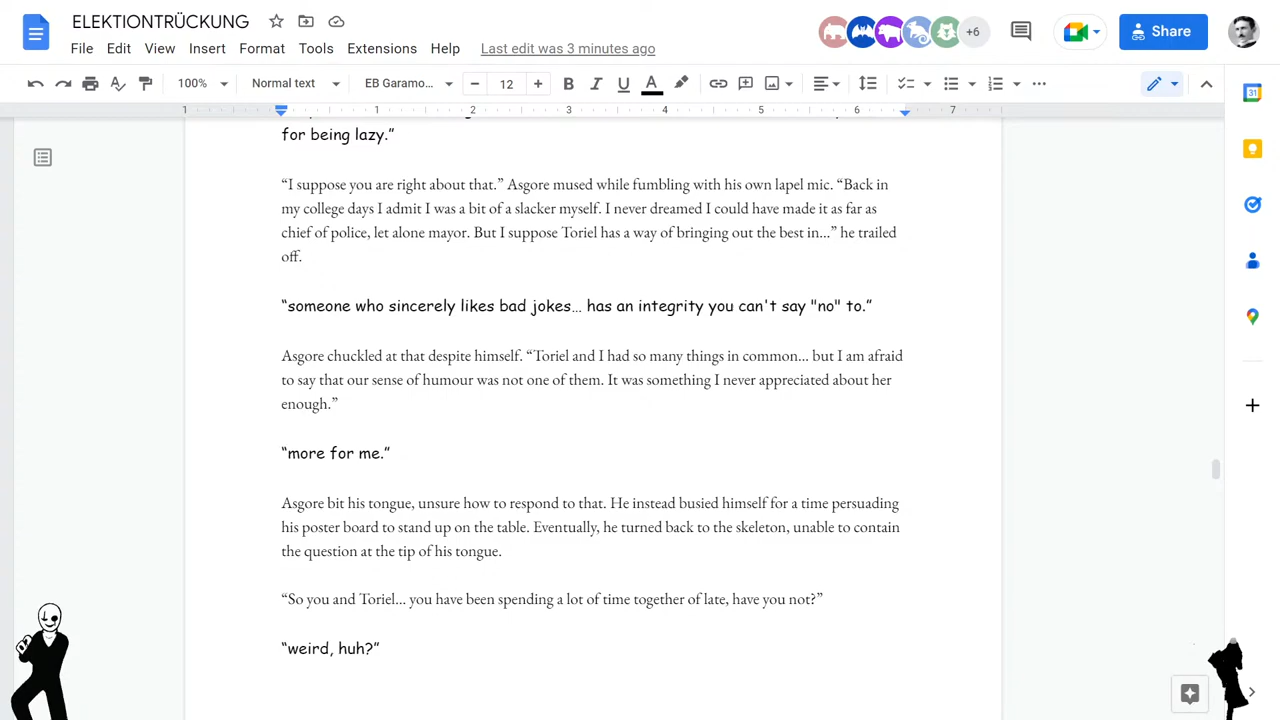 ELEKTIONTRÜCKUNG
File Edit View Insert Format Tools Extensions Help Last edit was 3 minutes ago
+6
Share
100% Normal text EB Garamo... 12
1 1 2 3 4 5 6 7
31
for being lazy.”
“I suppose you are right about that.” Asgore mused while fumbling with his own lapel mic. “Back in
my college days I admit I was a bit of a slacker myself. I never dreamed I could have made it as far as
chief of police, let alone mayor. But I suppose Toriel has a way of bringing out the best in…” he trailed
off.
“someone who sincerely likes bad jokes… has an integrity you can't say "no" to.”
Asgore chuckled at that despite himself. “Toriel and I had so many things in common… but I am afraid
to say that our sense of humour was not one of them. It was something I never appreciated about her
enough.”
“more for me.”
Asgore bit his tongue, unsure how to respond to that. He instead busied himself for a time persuading
his poster board to stand up on the table. Eventually, he turned back to the skeleton, unable to contain
the question at the tip of his tongue.
“So you and Toriel… you have been spending a lot of time together of late, have you not?”
“weird, huh?”